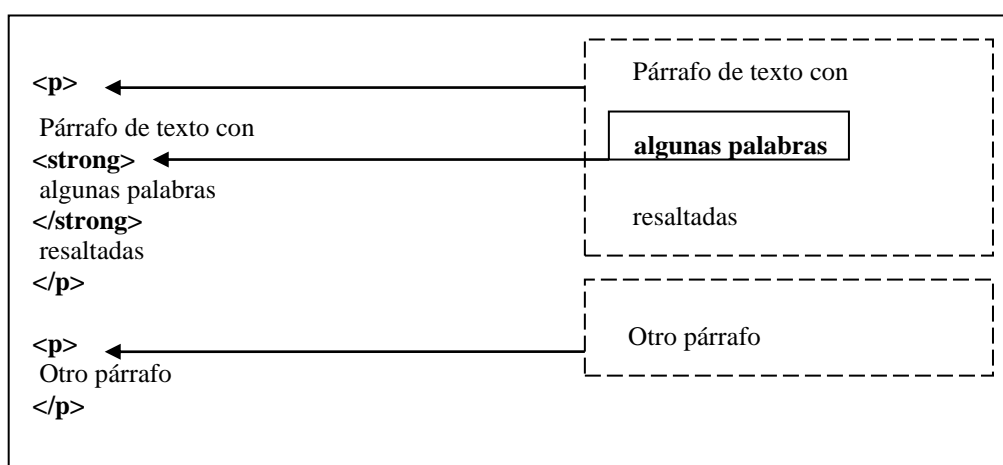 <p>
Párrafo de texto con
<strong>
algunas palabras
</strong>
resaltadas
</p>
<p>
Otro párrafo
</p>
Párrafo de texto con
algunas palabras
resaltadas
Otro párrafo